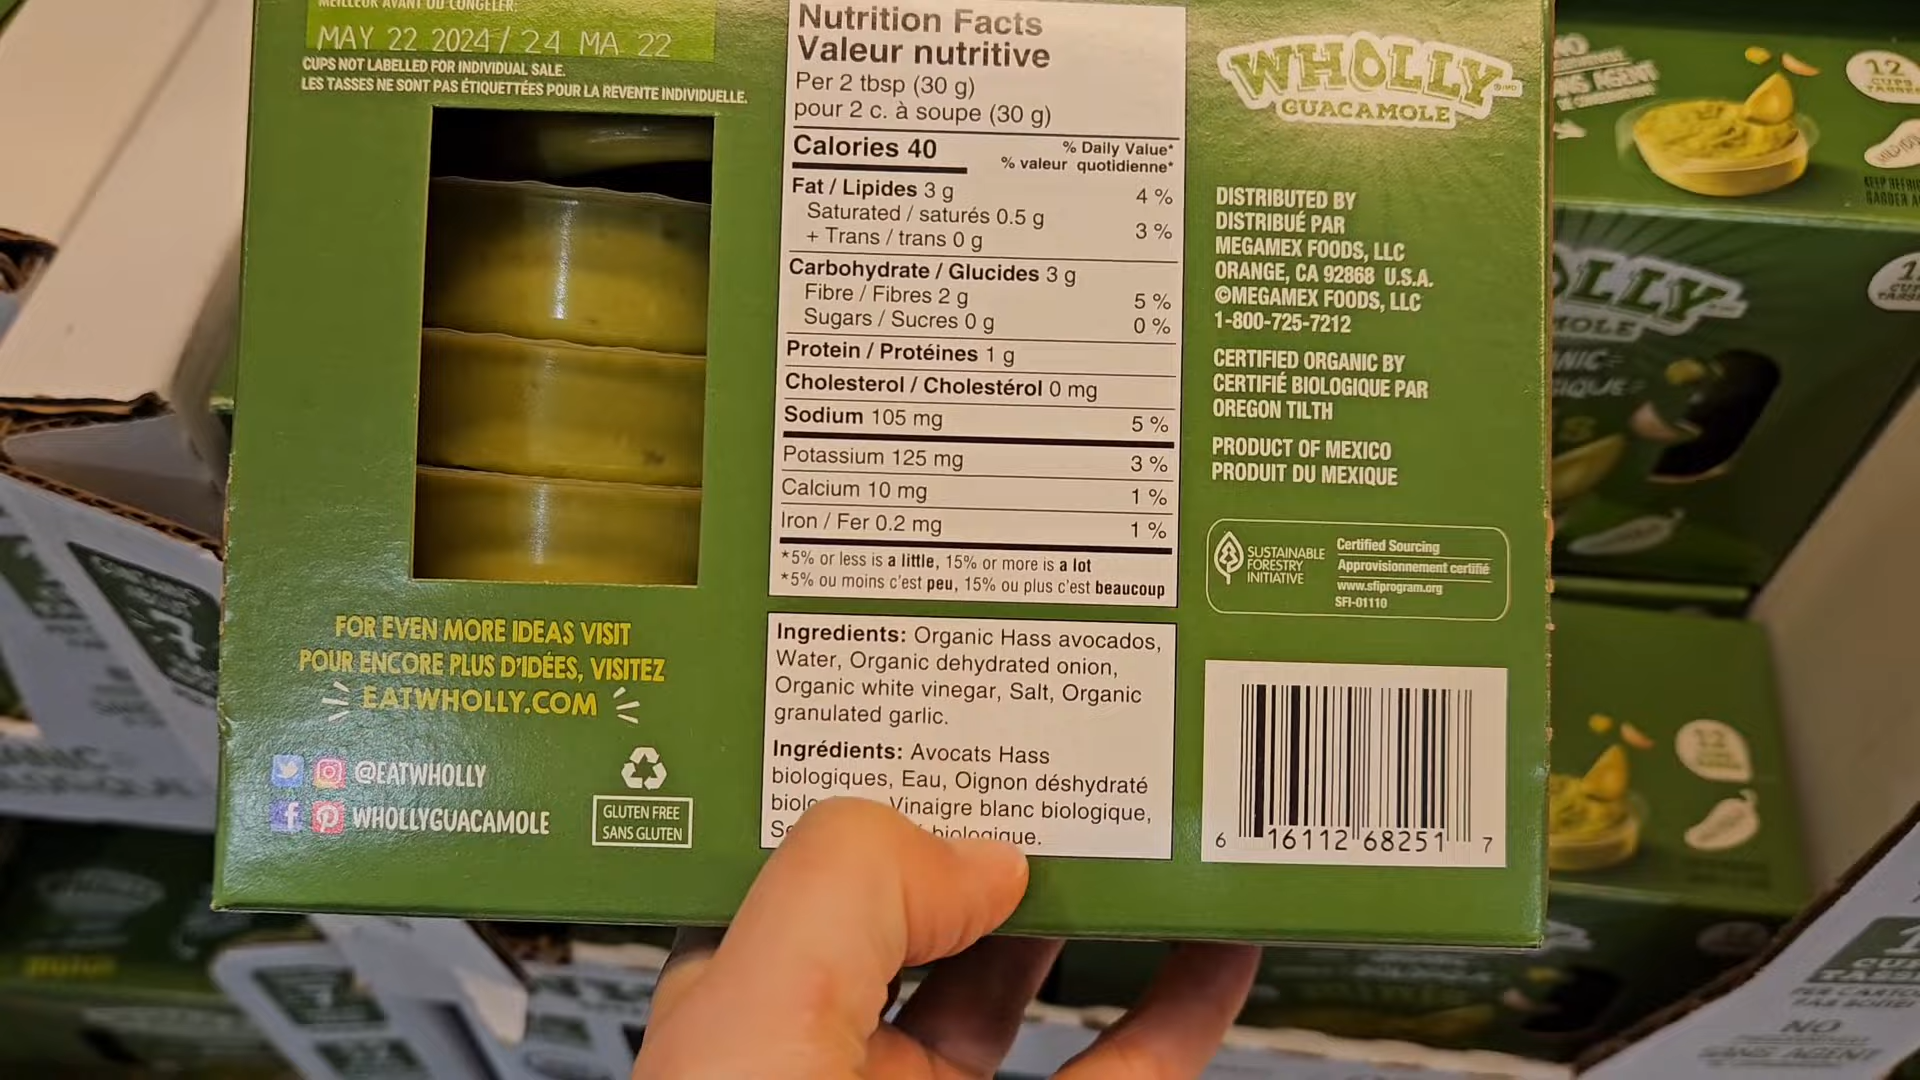 MEILLEUR AVANT OU CONGELER:
MAY 22 2024 / 24 MA 22
CUPS NOT LABELLED FOR INDIVIDUAL SALE.
LES TASSES NE SONT PAS ÉTIQUETTÉES POUR LA REVENTE INDIVIDUELLE.
FOR EVEN MORE IDEAS VISIT
POUR ENCORE PLUS D'IDÉES, VISITEZ
EATWHOLLY.COM
@EATWHOLLY
WHOLLYGUACAMOLE
GLUTEN FREE
SANS GLUTEN
Nutrition Facts
Valeur nutritive
Per 2 tbsp (30 g)
pour 2 c. à soupe (30 g)
Calories 40
% Daily Value*
% valeur quotidienne*
Fat / Lipides 3 g 4 %
Saturated / saturés 0.5 g
+ Trans / trans 0 g 3 %
Carbohydrate / Glucides 3 g
Fibre / Fibres 2 g 5 %
Sugars / Sucres 0 g 0 %
Protein / Protéines 1 g
Cholesterol / Cholestérol 0 mg
Sodium 105 mg 5 %
Potassium 125 mg 3 %
Calcium 10 mg 1 %
Iron / Fer 0.2 mg 1 %
*5% or less is a little, 15% or more is a lot
*5% ou moins c'est peu, 15% ou plus c'est beaucoup
Ingredients: Organic Hass avocados,
Water, Organic dehydrated onion,
Organic white vinegar, Salt, Organic
granulated garlic.
Ingrédients: Avocats Hass
biologiques, Eau, Oignon déshydraté
Vinaigre blanc biologique,
biologique.
WHOLLY
GUACAMOLE
DISTRIBUTED BY
DISTRIBUÉ PAR
MEGAMEX FOODS, LLC
ORANGE, CA 92868 U.S.A.
©MEGAMEX FOODS, LLC
1-800-725-7212
CERTIFIED ORGANIC BY
CERTIFIÉ BIOLOGIQUE PAR
OREGON TILTH
PRODUCT OF MEXICO
PRODUIT DU MEXIQUE
SUSTAINABLE
FORESTRY
INITIATIVE
Certified Sourcing
Approvisionnement certifié
www.sfiprogram.org
SFI-01110
6 16112 68251 7
12
CUPS